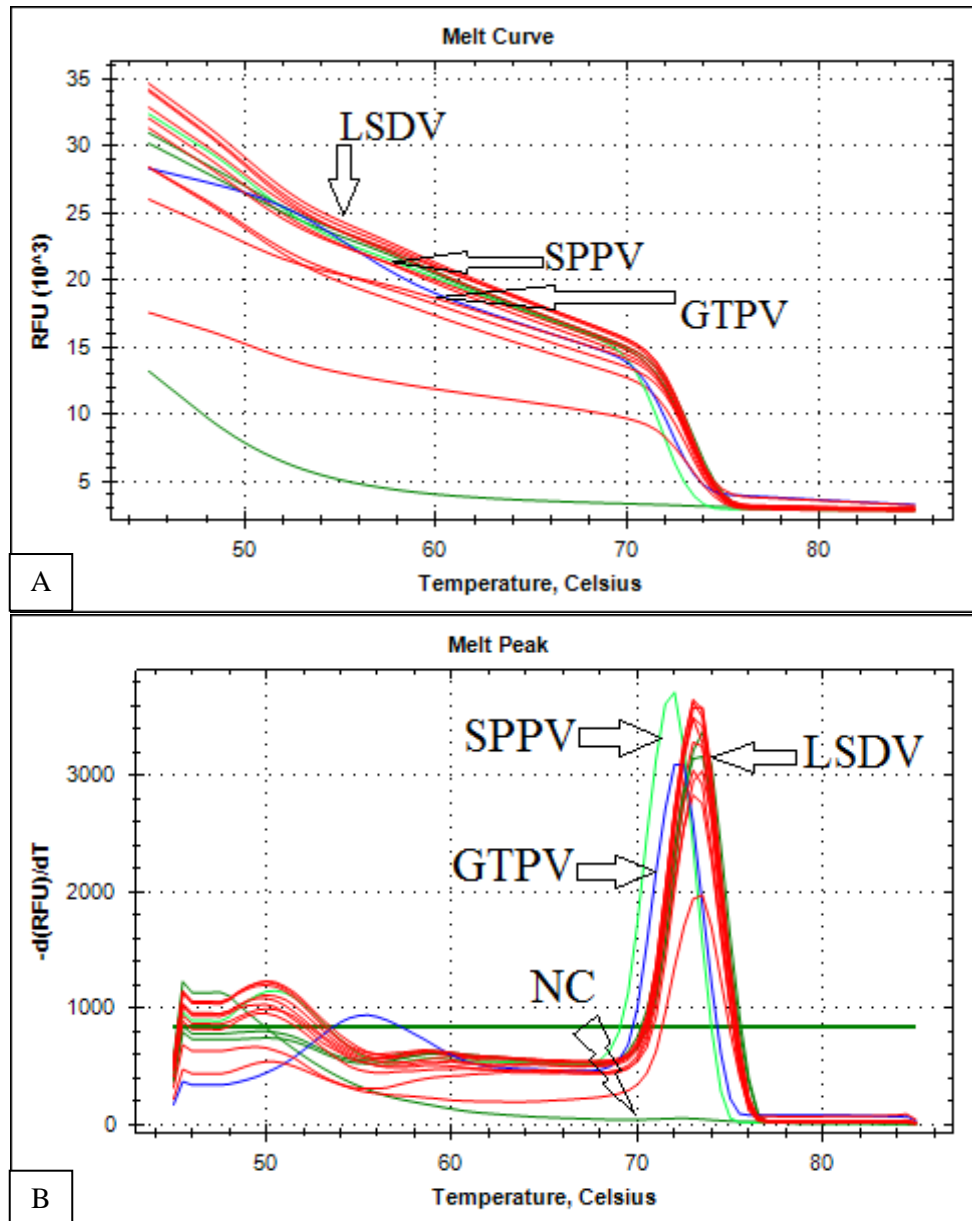 Melt Curve
35
30
25
20
15
10
5
RFU (10^3)
LSDV
SPPV
GTPV
50
60
70
80
Temperature, Celsius
A
Melt Peak
3000
2000
1000
0
-d(RFU)/dT
SPPV
LSDV
GTPV
NC
50
60
70
80
Temperature, Celsius
B